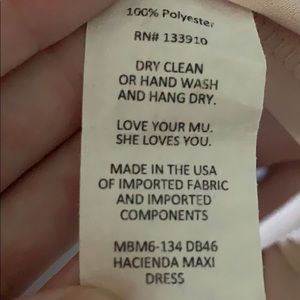 100% Polyester
RN# 133910
DRY CLEAN
OR HAND WASH
AND HANG DRY.
LOVE YOUR MU.
SHE LOVES YOU.
MADE IN THE USA
OF IMPORTED FABRIC
AND IMPORTED
COMPONENTS
MBM6-134 DB46
HACIENDA MAXI
DRESS